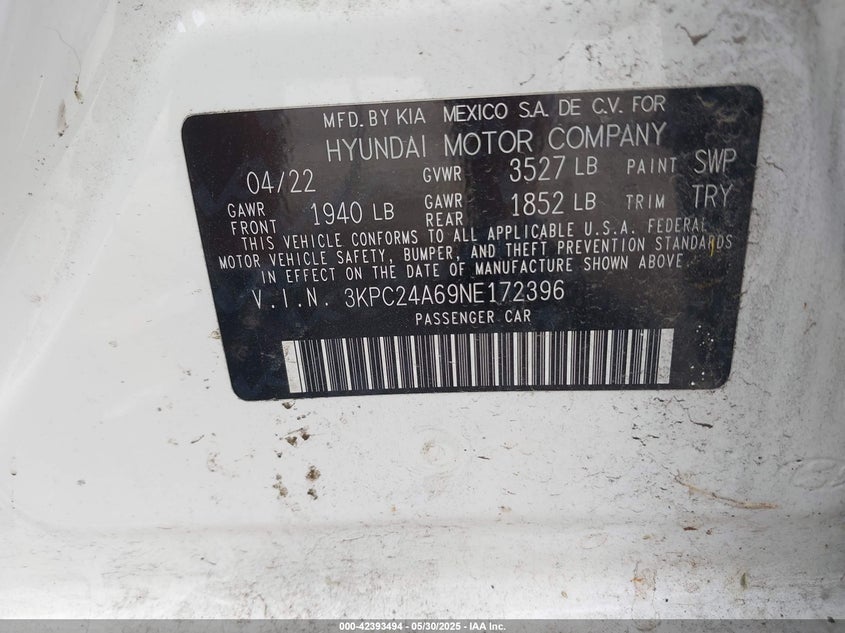 MFD. BY KIA MEXICO S.A. DE C.V. FOR
HYUNDAI MOTOR COMPANY
04/22 GVWR 3527 LB PAINT SWP
GAWR FRONT 1940 LB GAWR REAR 1852 LB TRIM TRY
THIS VEHICLE CONFORMS TO ALL APPLICABLE U.S.A. FEDERAL
MOTOR VEHICLE SAFETY, BUMPER, AND THEFT PREVENTION STANDARDS
IN EFFECT ON THE DATE OF MANUFACTURE SHOWN ABOVE.
V.I.N. 3KPC24A69NE172396
PASSENGER CAR
000-42393494 - 05/30/2025 - IAA Inc.